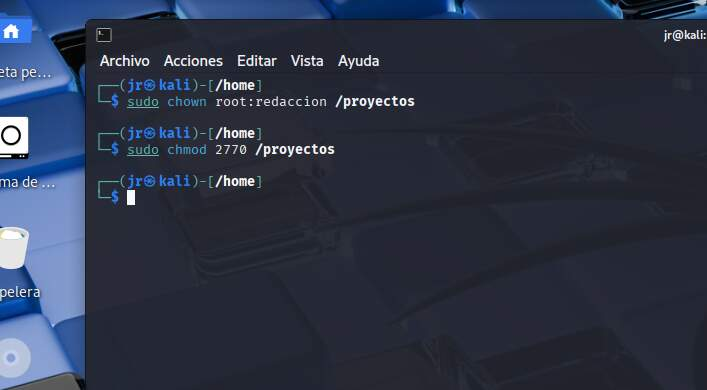 jr@kali:
Archivo Acciones Editar Vista Ayuda
┌──(jr㉿kali)-[/home]
└─$ sudo chown root:redaccion /proyectos
┌──(jr㉿kali)-[/home]
└─$ sudo chmod 2770 /proyectos
┌──(jr㉿kali)-[/home]
└─$
eta pe...
ma de ...
pelera